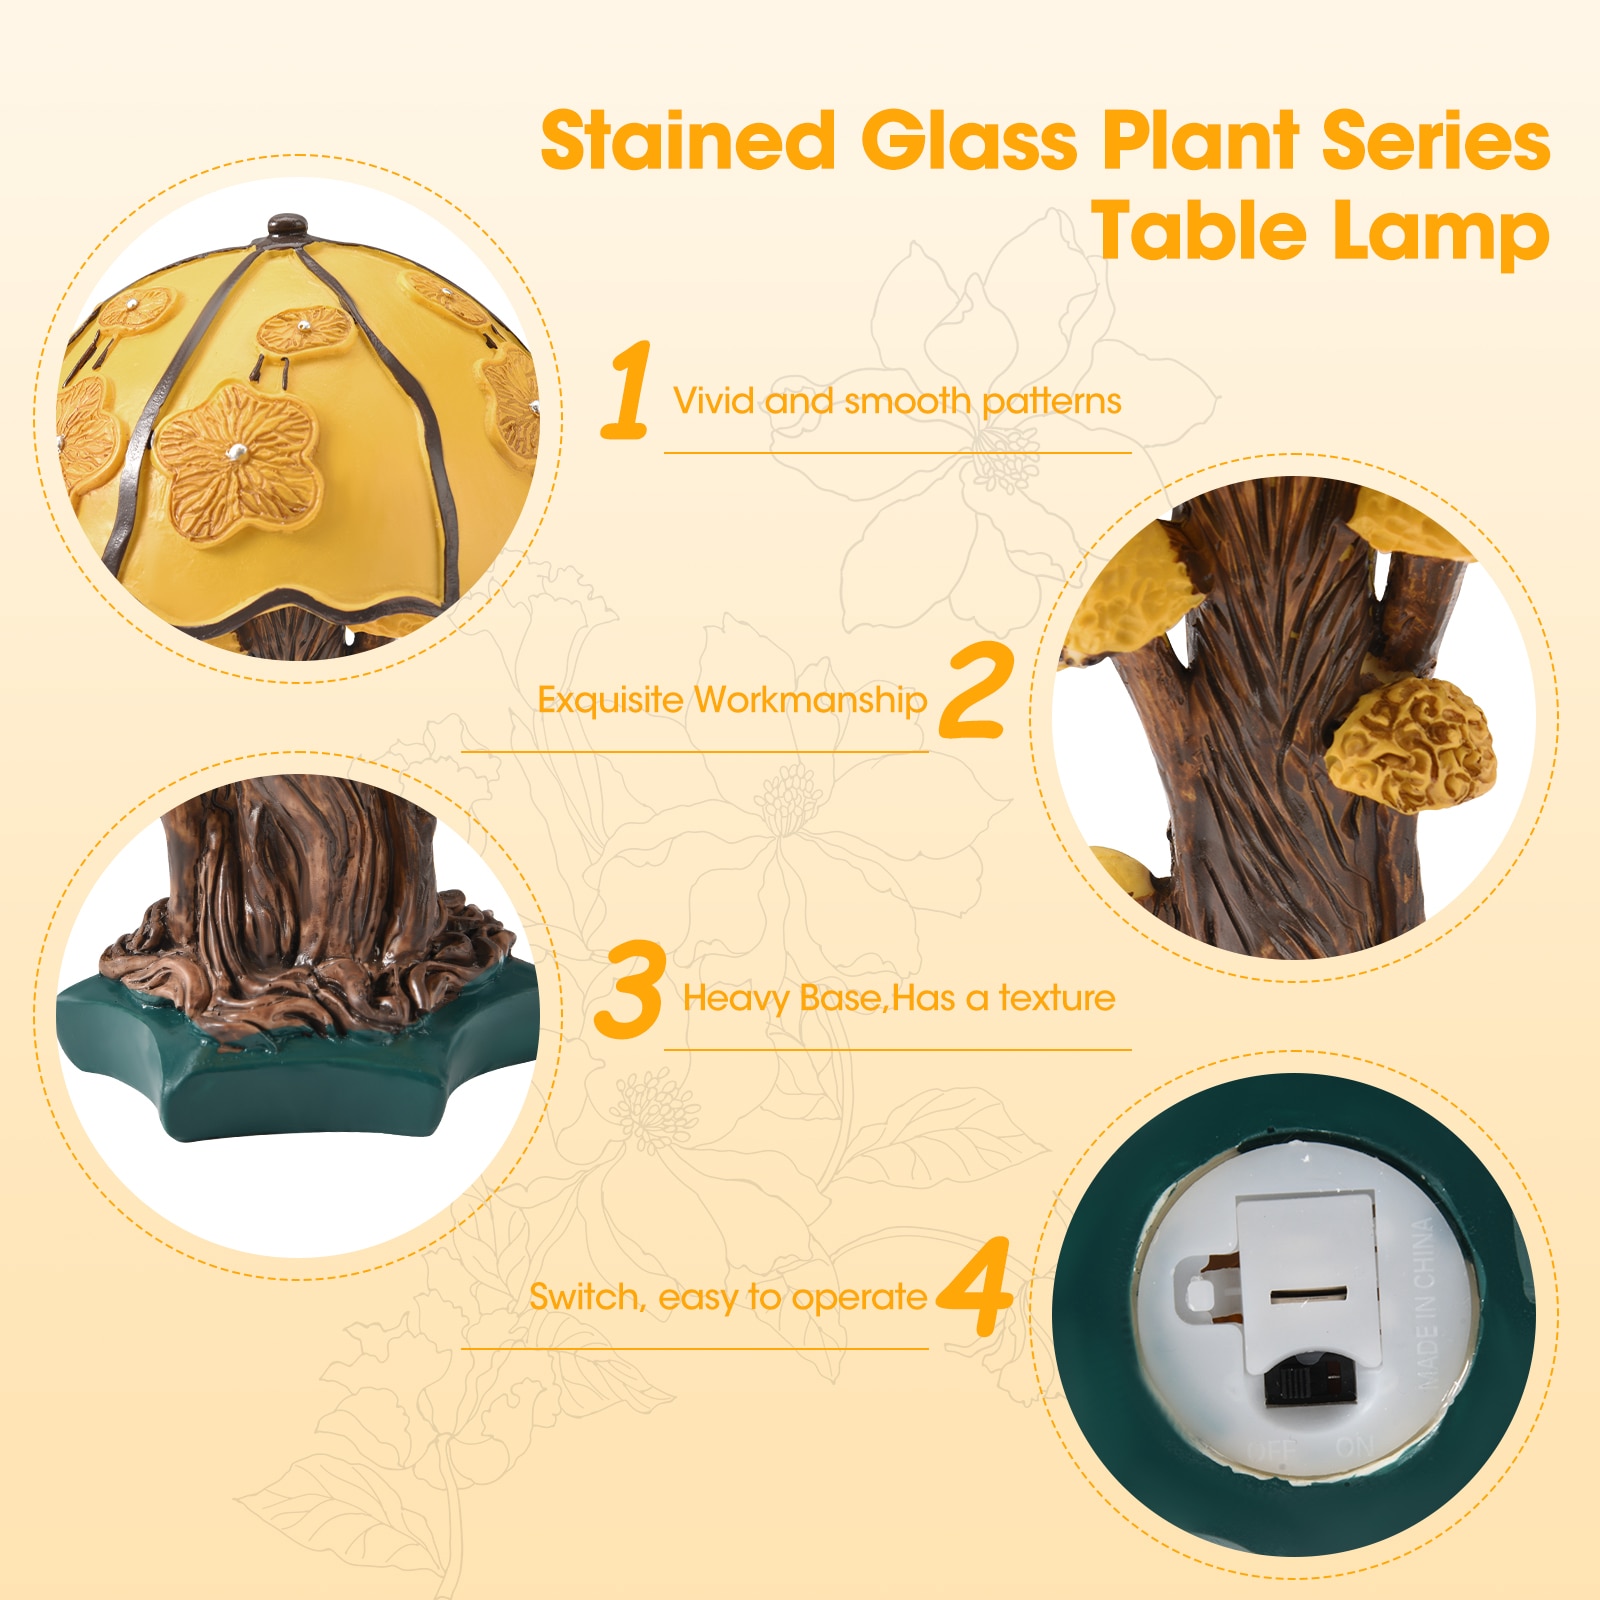 Stained Glass Plant Series
Table Lamp
1 Vivid and smooth patterns
Exquisite Workmanship 2
3 Heavy Base,Has a texture
Switch, easy to operate 4
MADE IN CHINA
OFF ON